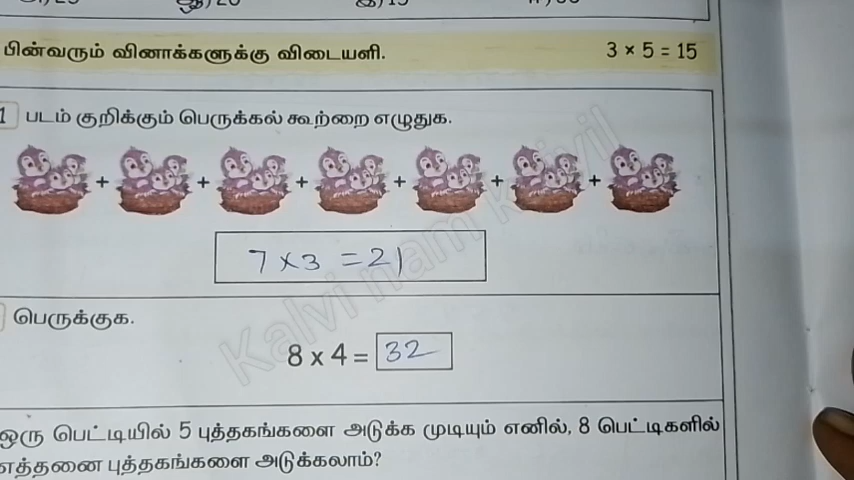 பின்வரும் வினாக்களுக்கு விடையளி. 3 × 5 = 15
1 படம் குறிக்கும் பெருக்கல் கூற்றை எழுதுக.
+ + + + + +
7 × 3 = 21
பெருக்குக.
8 x 4 = 32
ஒரு பெட்டியில் 5 புத்தகங்களை அடுக்க முடியும் எனில், 8 பெட்டிகளில்
எத்தனை புத்தகங்களை அடுக்கலாம்?